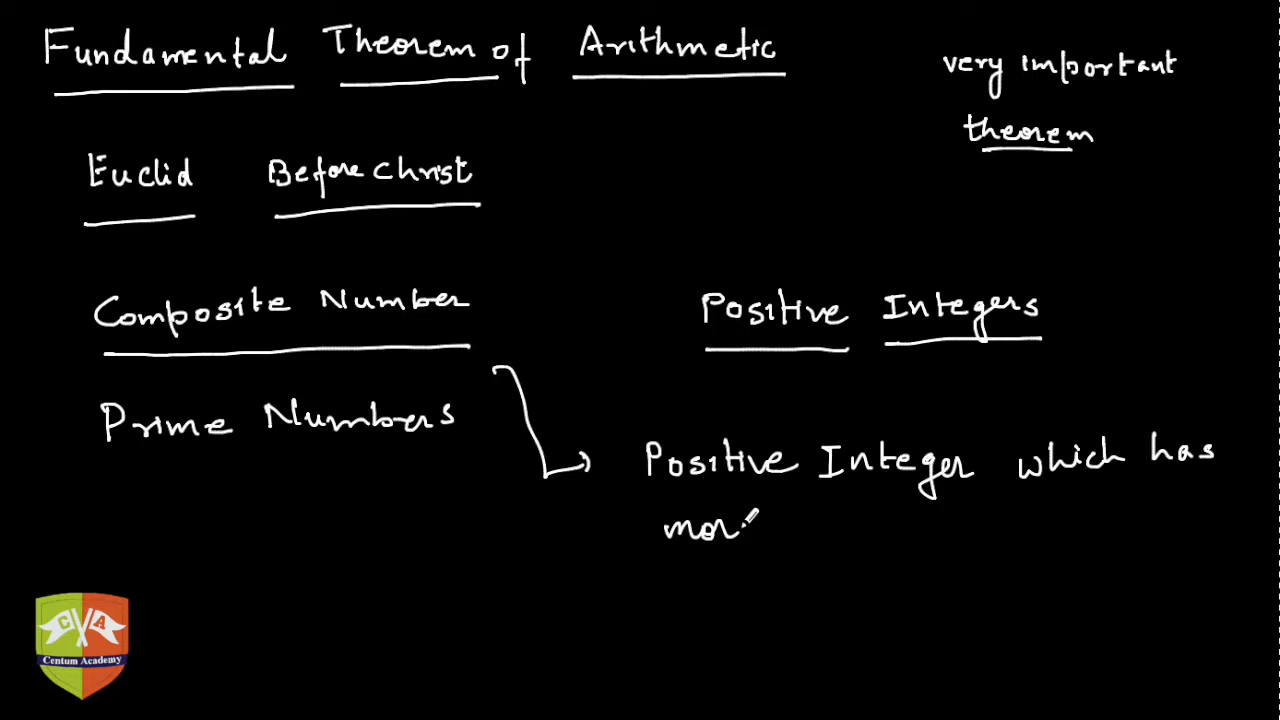 Fundamental Theorem of Arithmetic
very important
theorem
Euclid Before Christ
Composite Number
Positive Integers
Prime Numbers
Positive Integer which has
mor
C A
Centum Academy